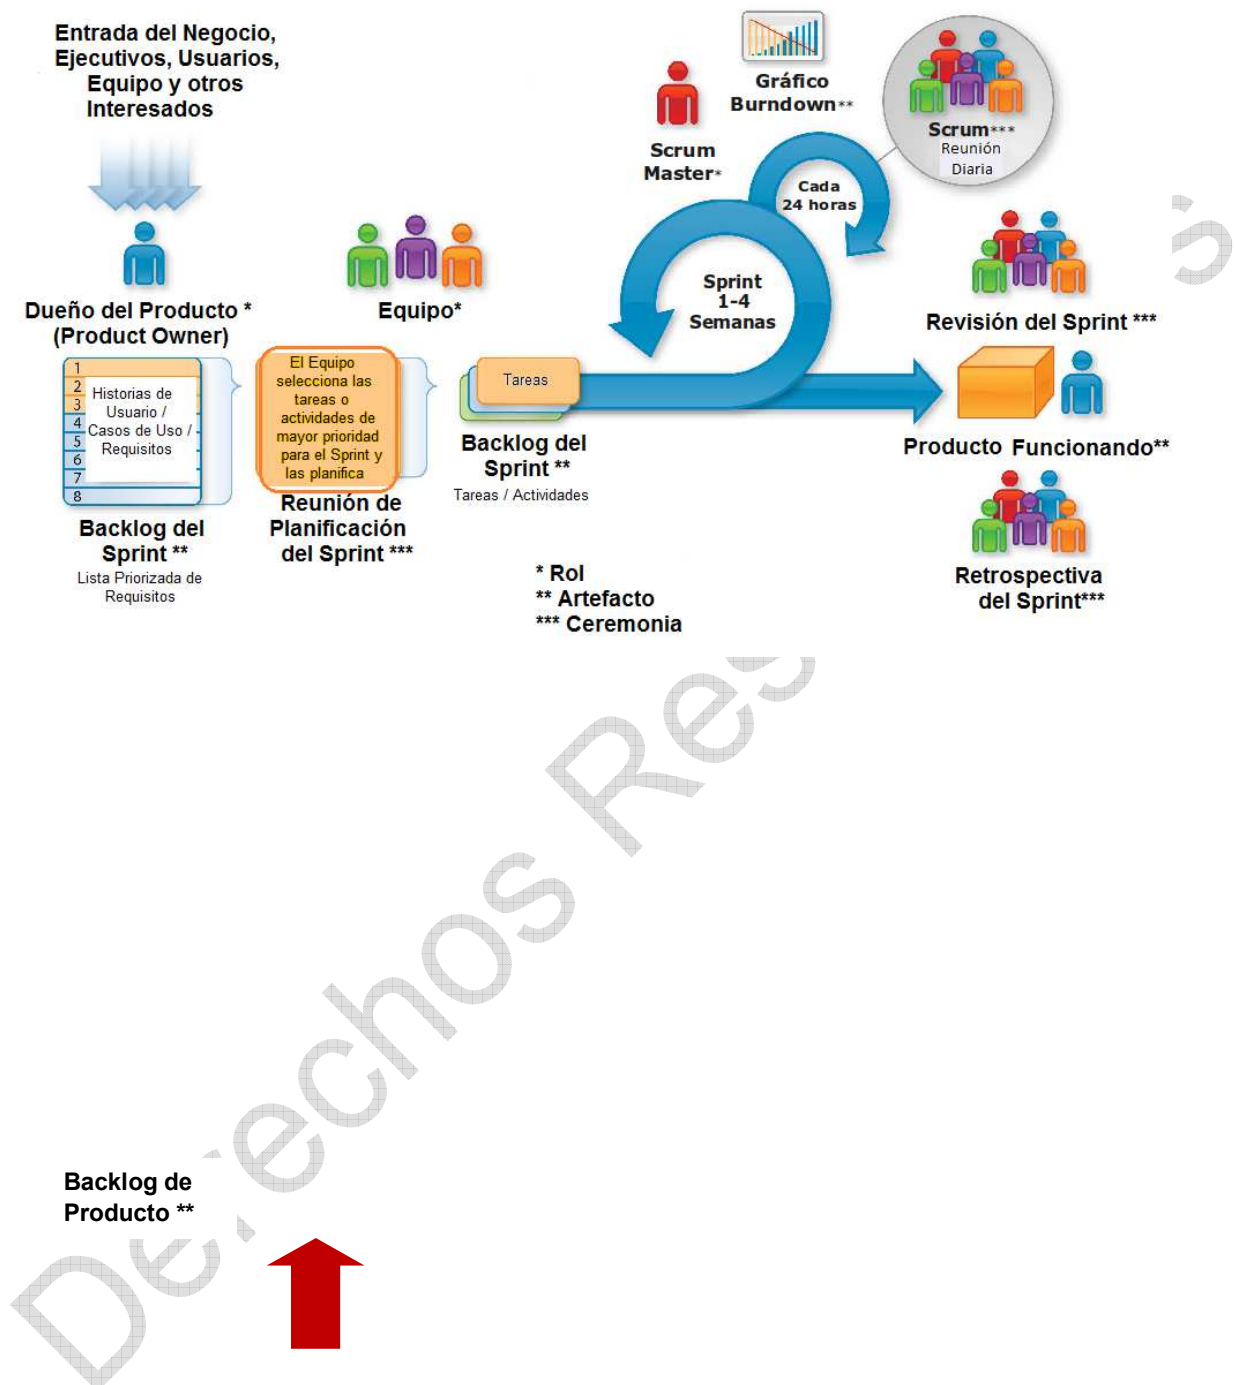 Entrada del Negocio,
Ejecutivos, Usuarios,
Equipo y otros
Interesados
Dueño del Producto *
(Product Owner)
1
2
3
4
5
6
7
8
Historias de
Usuario /
Casos de Uso /
Requisitos
Backlog del
Sprint **
Lista Priorizada de
Requisitos
Equipo*
El Equipo
selecciona las
tareas o
actividades de
mayor prioridad
para el Sprint y
las planifica
Reunión de
Planificación
del Sprint ***
Tareas
Backlog del
Sprint **
Tareas / Actividades
Scrum
Master*
Gráfico
Burndown**
Cada
24 horas
Sprint
1-4
Semanas
Scrum***
Reunión
Diaria
Revisión del Sprint ***
Producto Funcionando**
Retrospectiva
del Sprint***
* Rol
** Artefacto
*** Ceremonia
Backlog de
Producto **